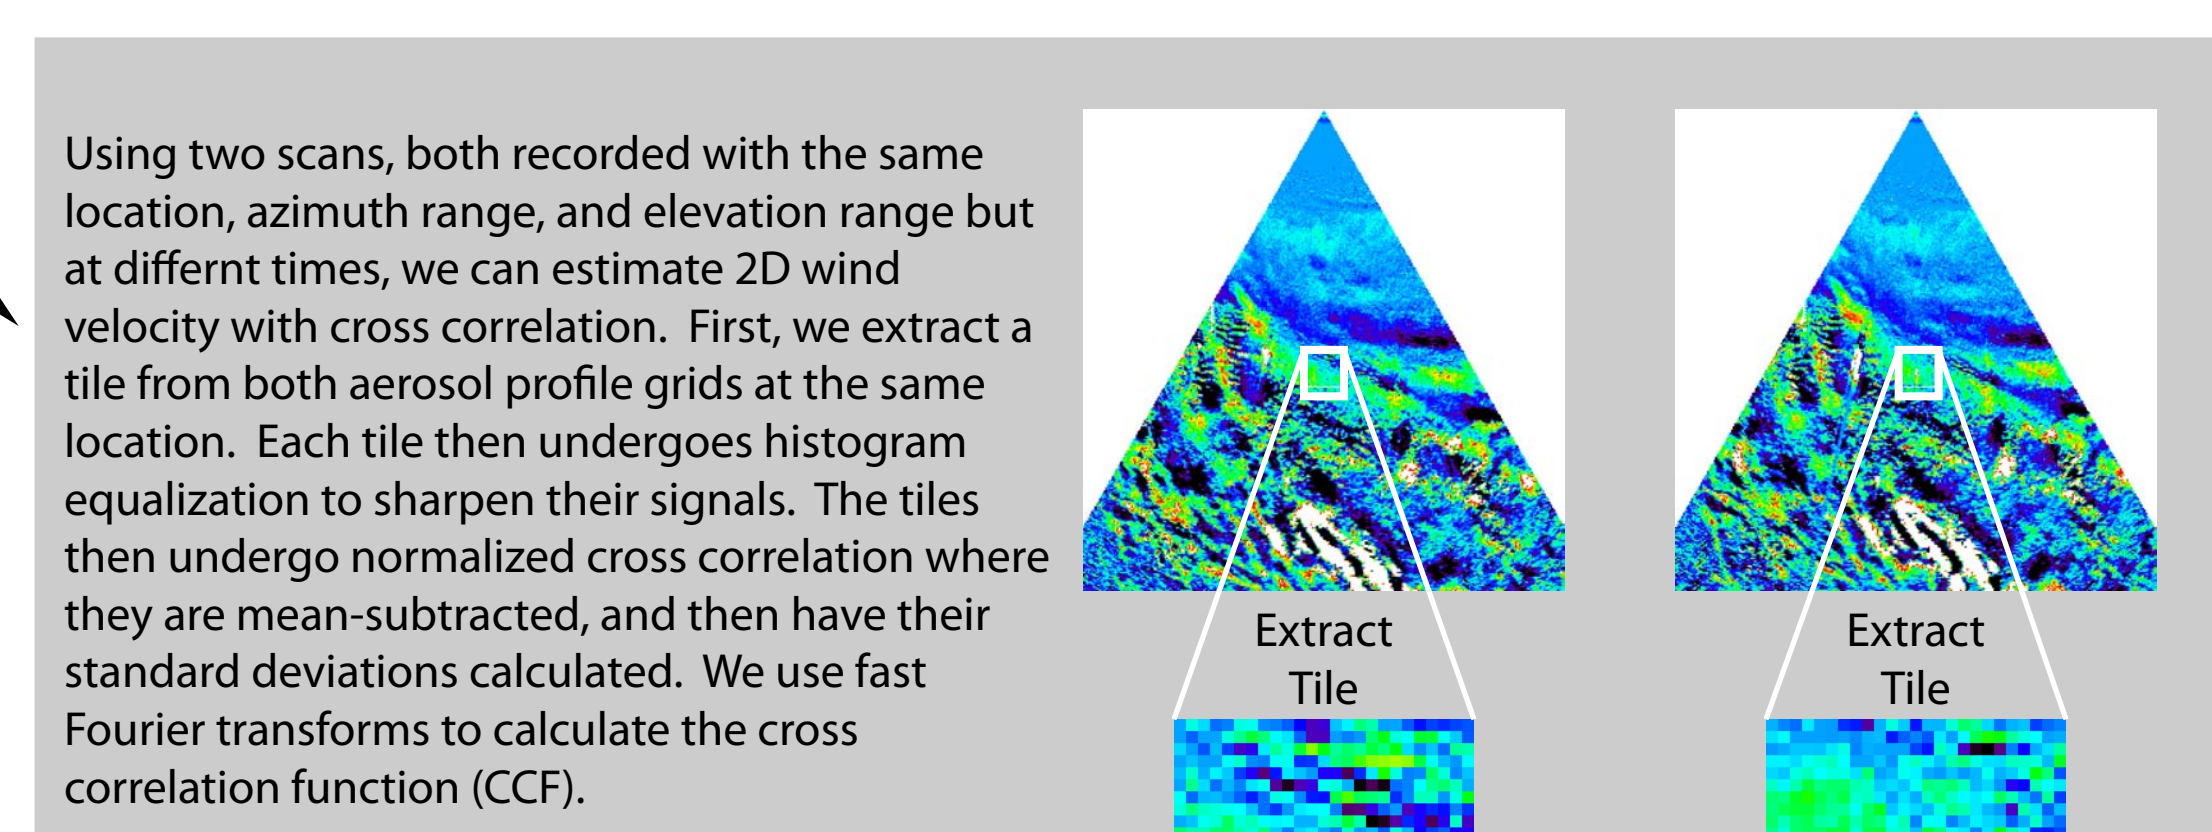 Using two scans, both recorded with the same
location, azimuth range, and elevation range but
at differnt times, we can estimate 2D wind
velocity with cross correlation.  First, we extract a
tile from both aerosol profile grids at the same
location.  Each tile then undergoes histogram
equalization to sharpen their signals.  The tiles
then undergo normalized cross correlation where
they are mean-subtracted, and then have their
standard deviations calculated.  We use fast
Fourier transforms to calculate the cross
correlation function (CCF).
Extract
Tile
Extract
Tile